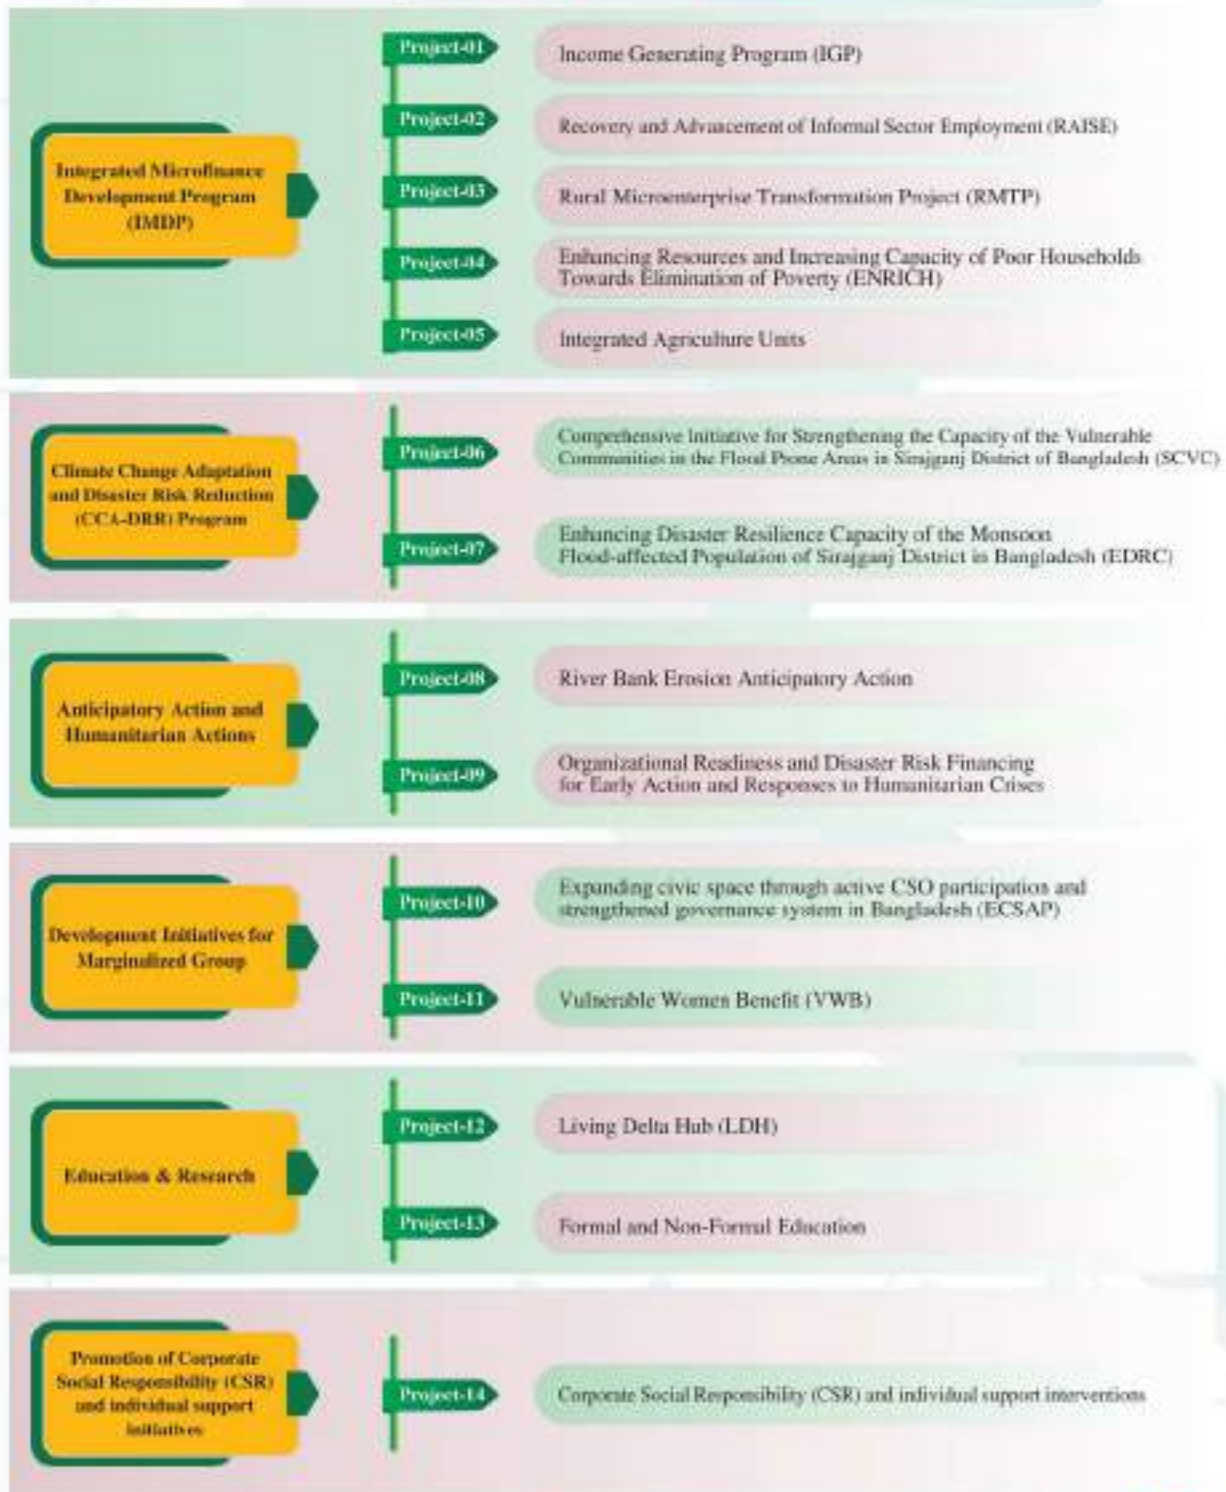 Integrated Microfinance
Development Program
(IMDP)
Project-01
Income Generating Program (IGP)
Project-02
Recovery and Advancement of Informal Sector Employment (RAISE)
Project-03
Rural Microenterprise Transformation Project (RMTP)
Project-04
Enhancing Resources and Increasing Capacity of Poor Households
Towards Elimination of Poverty (ENRICH)
Project-05
Integrated Agriculture Units
Climate Change Adaptation
and Disaster Risk Reduction
(CCA-DRR) Program
Project-06
Comprehensive Initiative for Strengthening the Capacity of the Vulnerable
Communities in the Flood Prone Areas in Sirajganj District of Bangladesh (SCVC)
Project-07
Enhancing Disaster Resilience Capacity of the Monsoon
Flood-affected Population of Sirajganj District in Bangladesh (EDRC)
Anticipatory Action and
Humanitarian Actions
Project-08
River Bank Erosion Anticipatory Action
Project-09
Organizational Readiness and Disaster Risk Financing
for Early Action and Responses to Humanitarian Crises
Development Initiatives for
Marginalized Group
Project-10
Expanding civic space through active CSO participation and
strengthened governance system in Bangladesh (ECSAP)
Project-11
Vulnerable Women Benefit (VWB)
Education & Research
Project-12
Living Delta Hub (LDH)
Project-13
Formal and Non-Formal Education
Promotion of Corporate
Social Responsibility (CSR)
and individual support
initiatives
Project-14
Corporate Social Responsibility (CSR) and individual support interventions